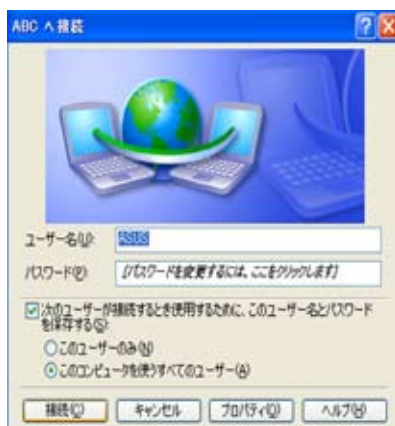 ABC へ接続
ユーザー名(U):
ASUS
パスワード(P):
[パスワードを変更するには、ここをクリックします]
次のユーザーが接続するとき使用するために、このユーザー名とパスワード
を保存する(S):
このユーザーのみ(N)
このコンピュータを使うすべてのユーザー(A)
接続(C)
キャンセル
プロパティ(O)
ヘルプ(H)